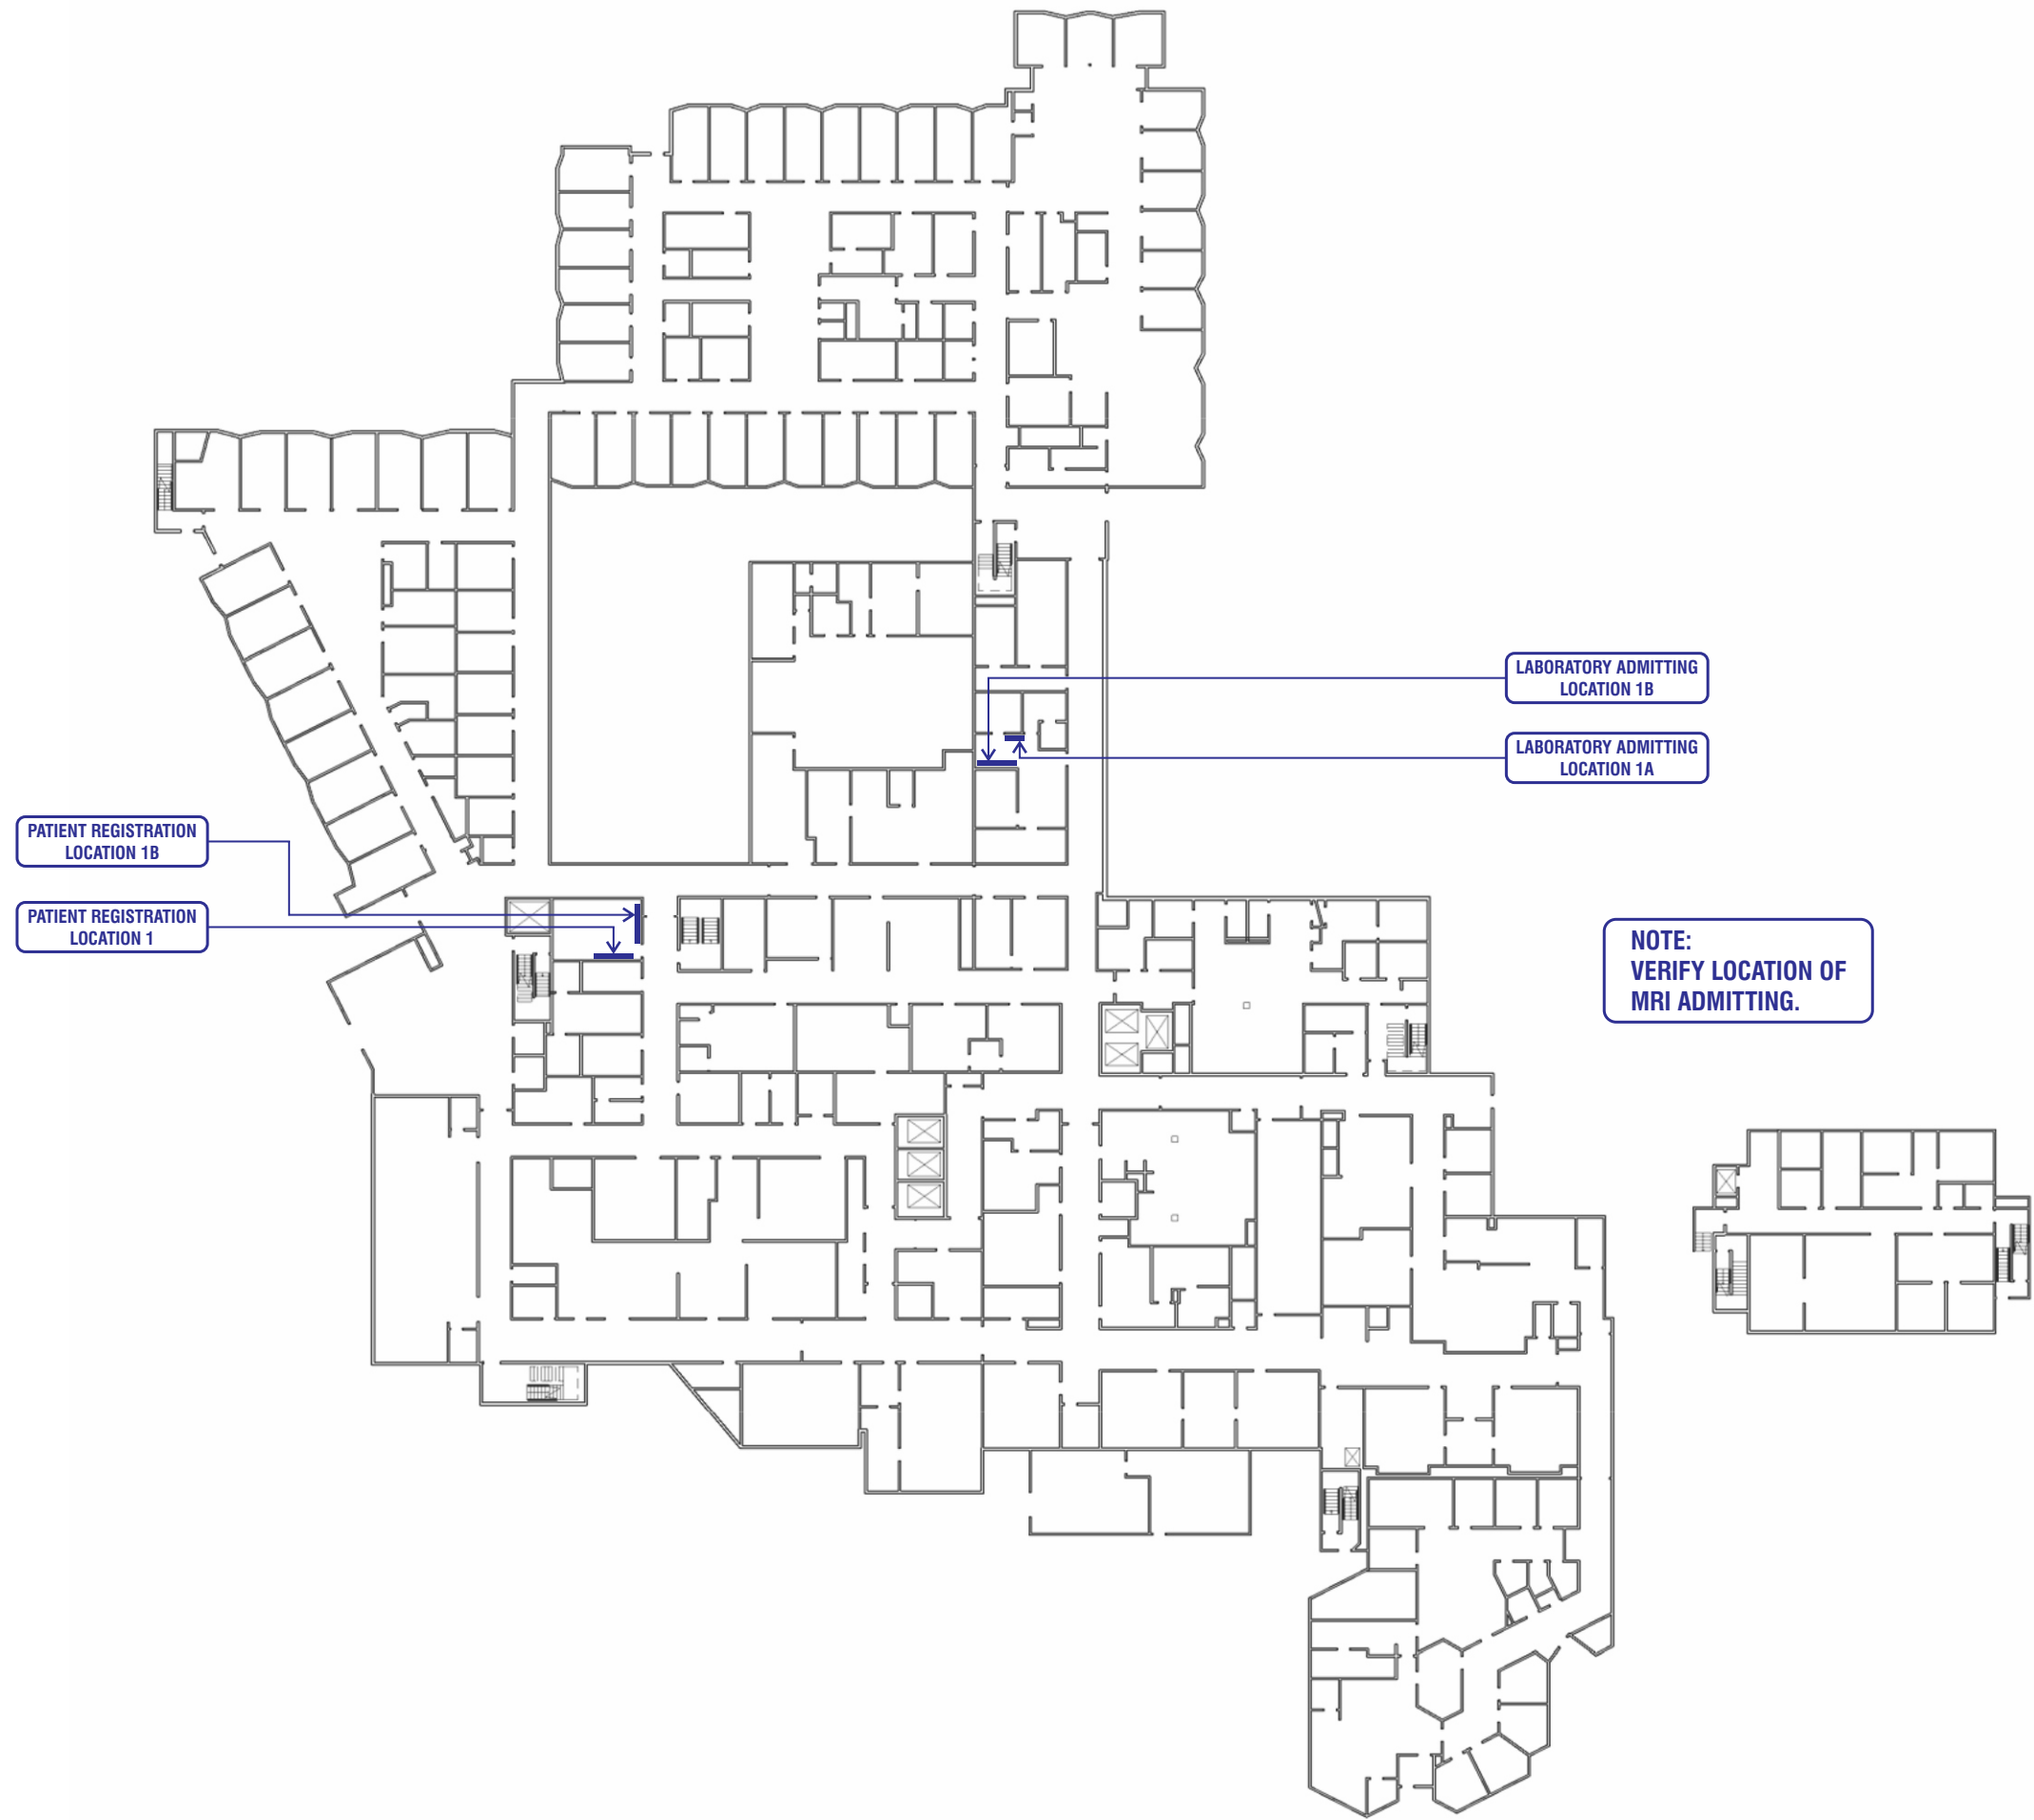 LABORATORY ADMITTING
LOCATION 1B
LABORATORY ADMITTING
LOCATION 1A
PATIENT REGISTRATION
LOCATION 1B
PATIENT REGISTRATION
LOCATION 1
NOTE:
VERIFY LOCATION OF
MRI ADMITTING.